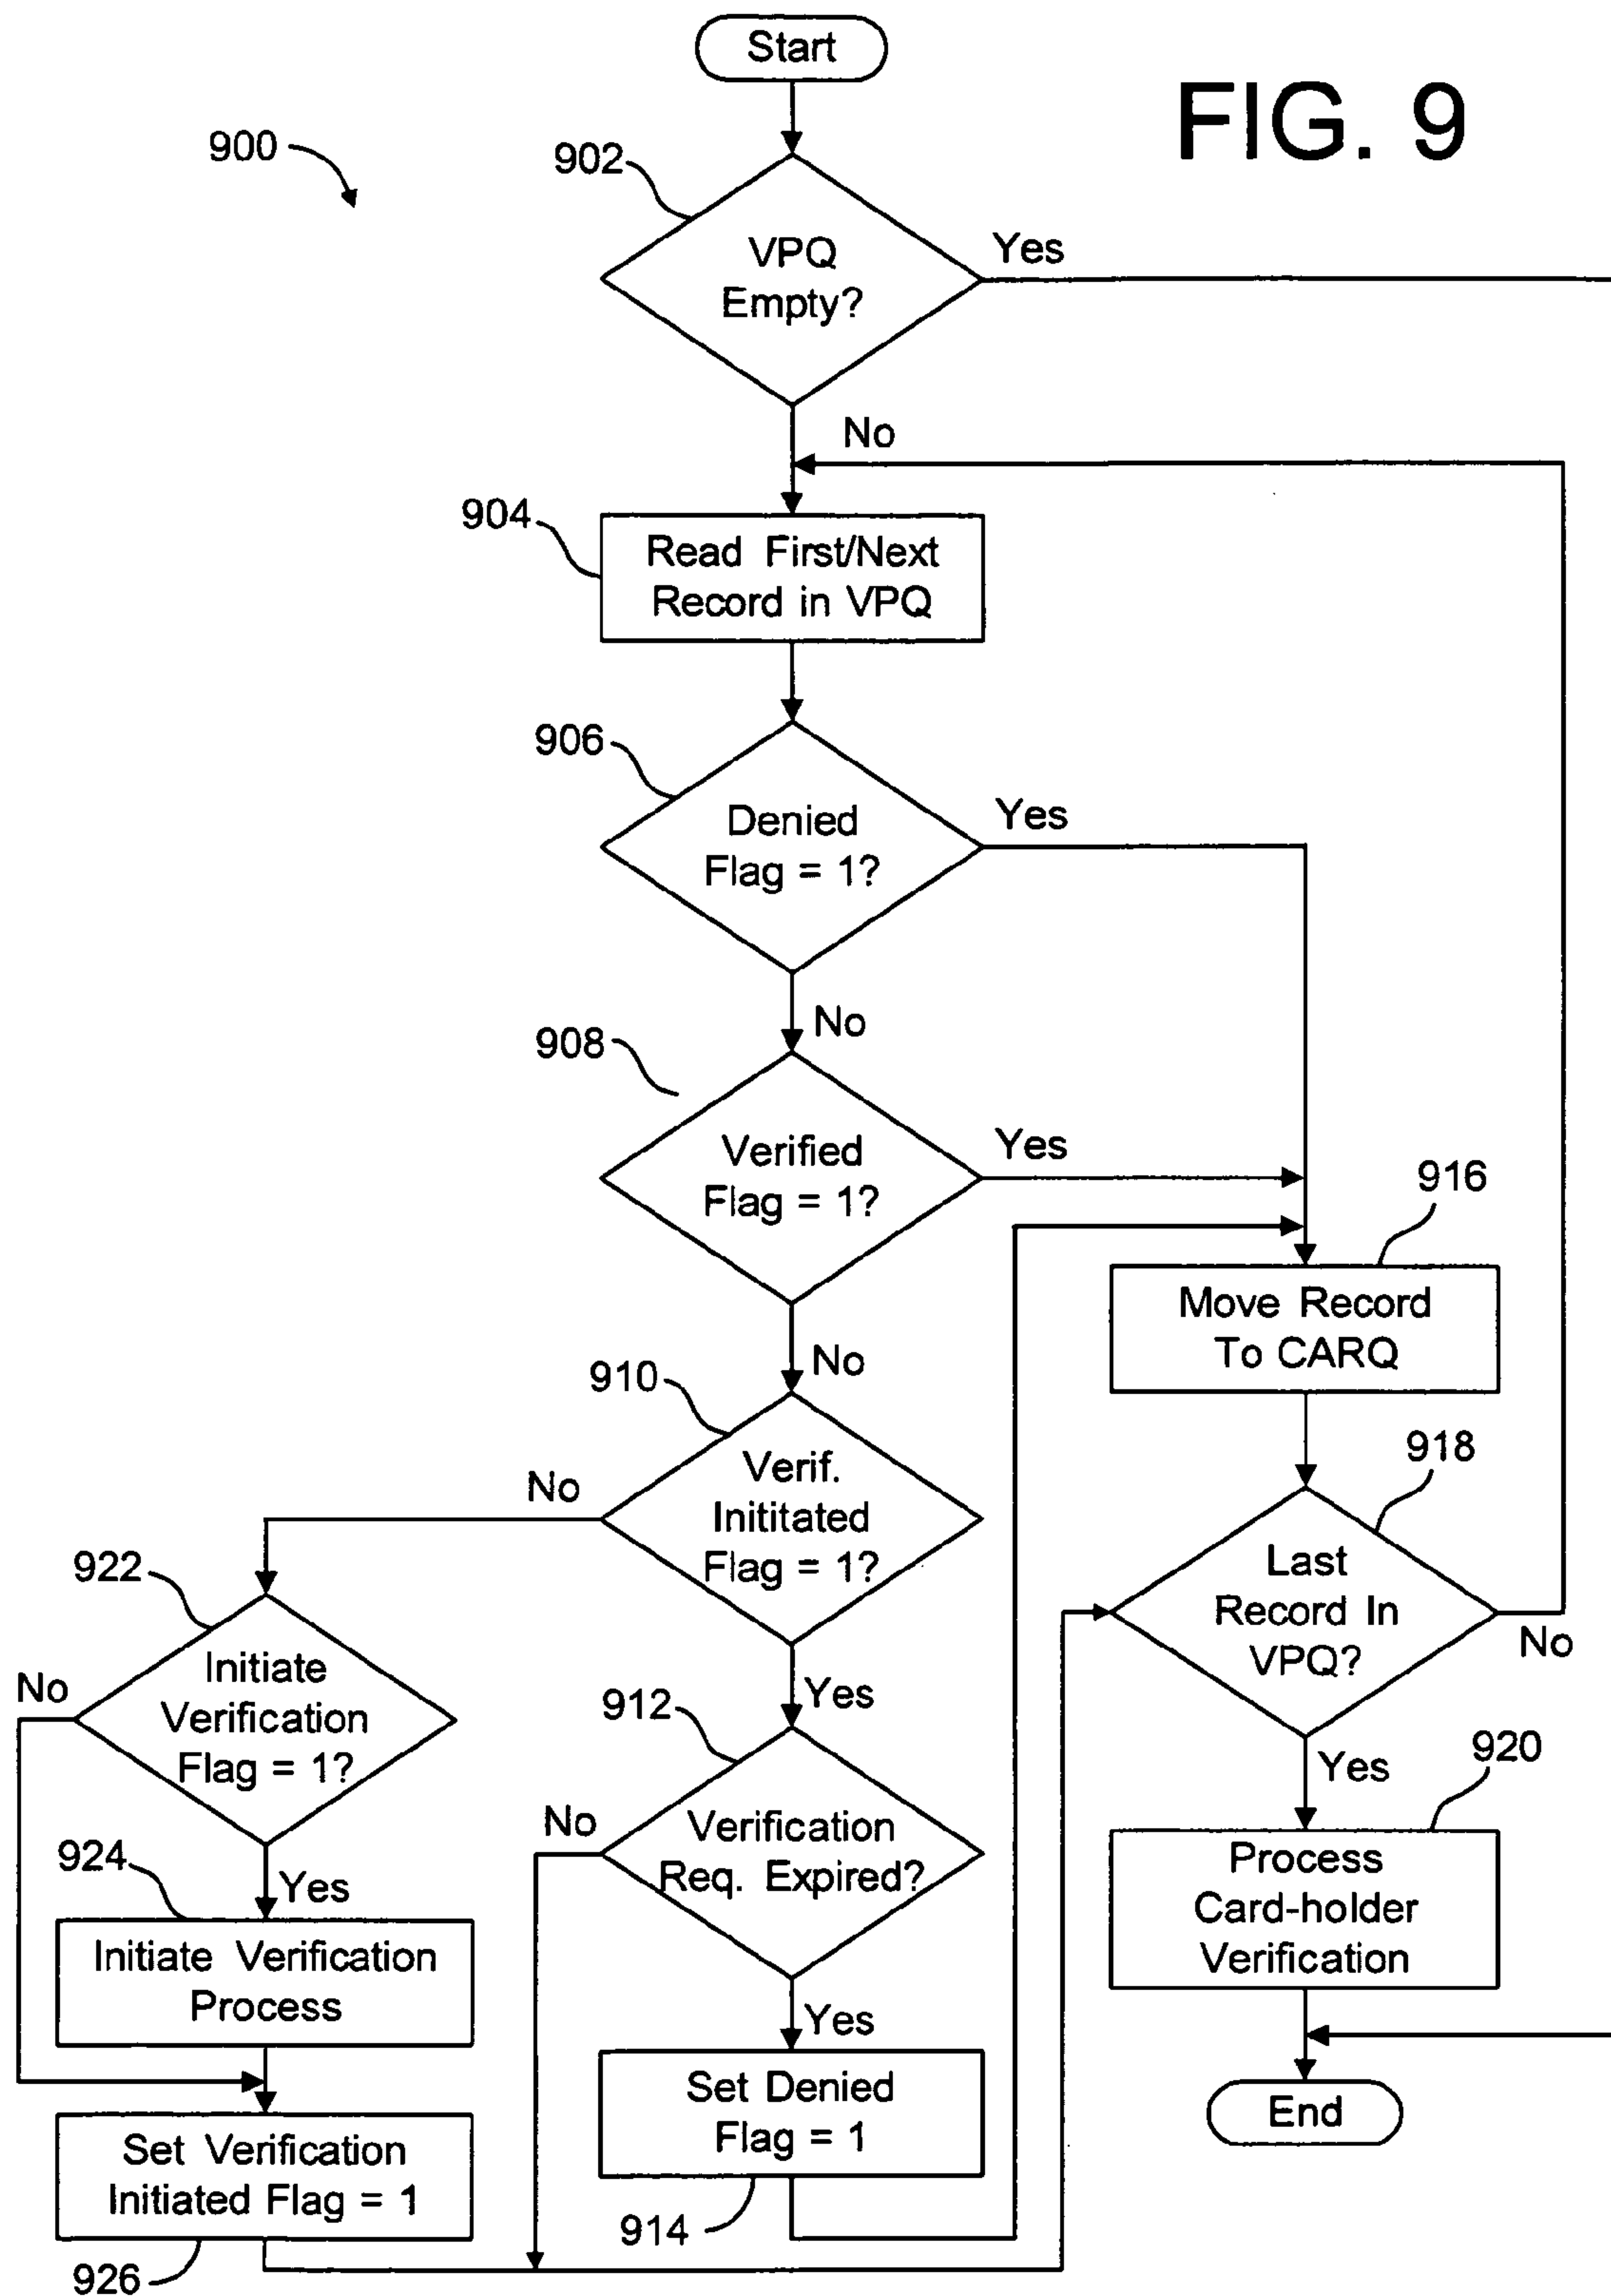 Start
FIG. 9
900
902
VPQ
Empty?
Yes
No
904
Read First/Next
Record in VPQ
906
Denied
Flag = 1?
Yes
No
908
Verified
Flag = 1?
Yes
No
916
Move Record
To CARQ
910
Verif.
Inititated
Flag = 1?
No
Yes
918
Last
Record In
VPQ?
No
Yes
922
Initiate
Verification
Flag = 1?
No
Yes
912
Verification
Req. Expired?
No
Yes
920
Process
Card-holder
Verification
924
Initiate Verification
Process
Set Denied
Flag = 1
914
End
Set Verification
Initiated Flag = 1
926